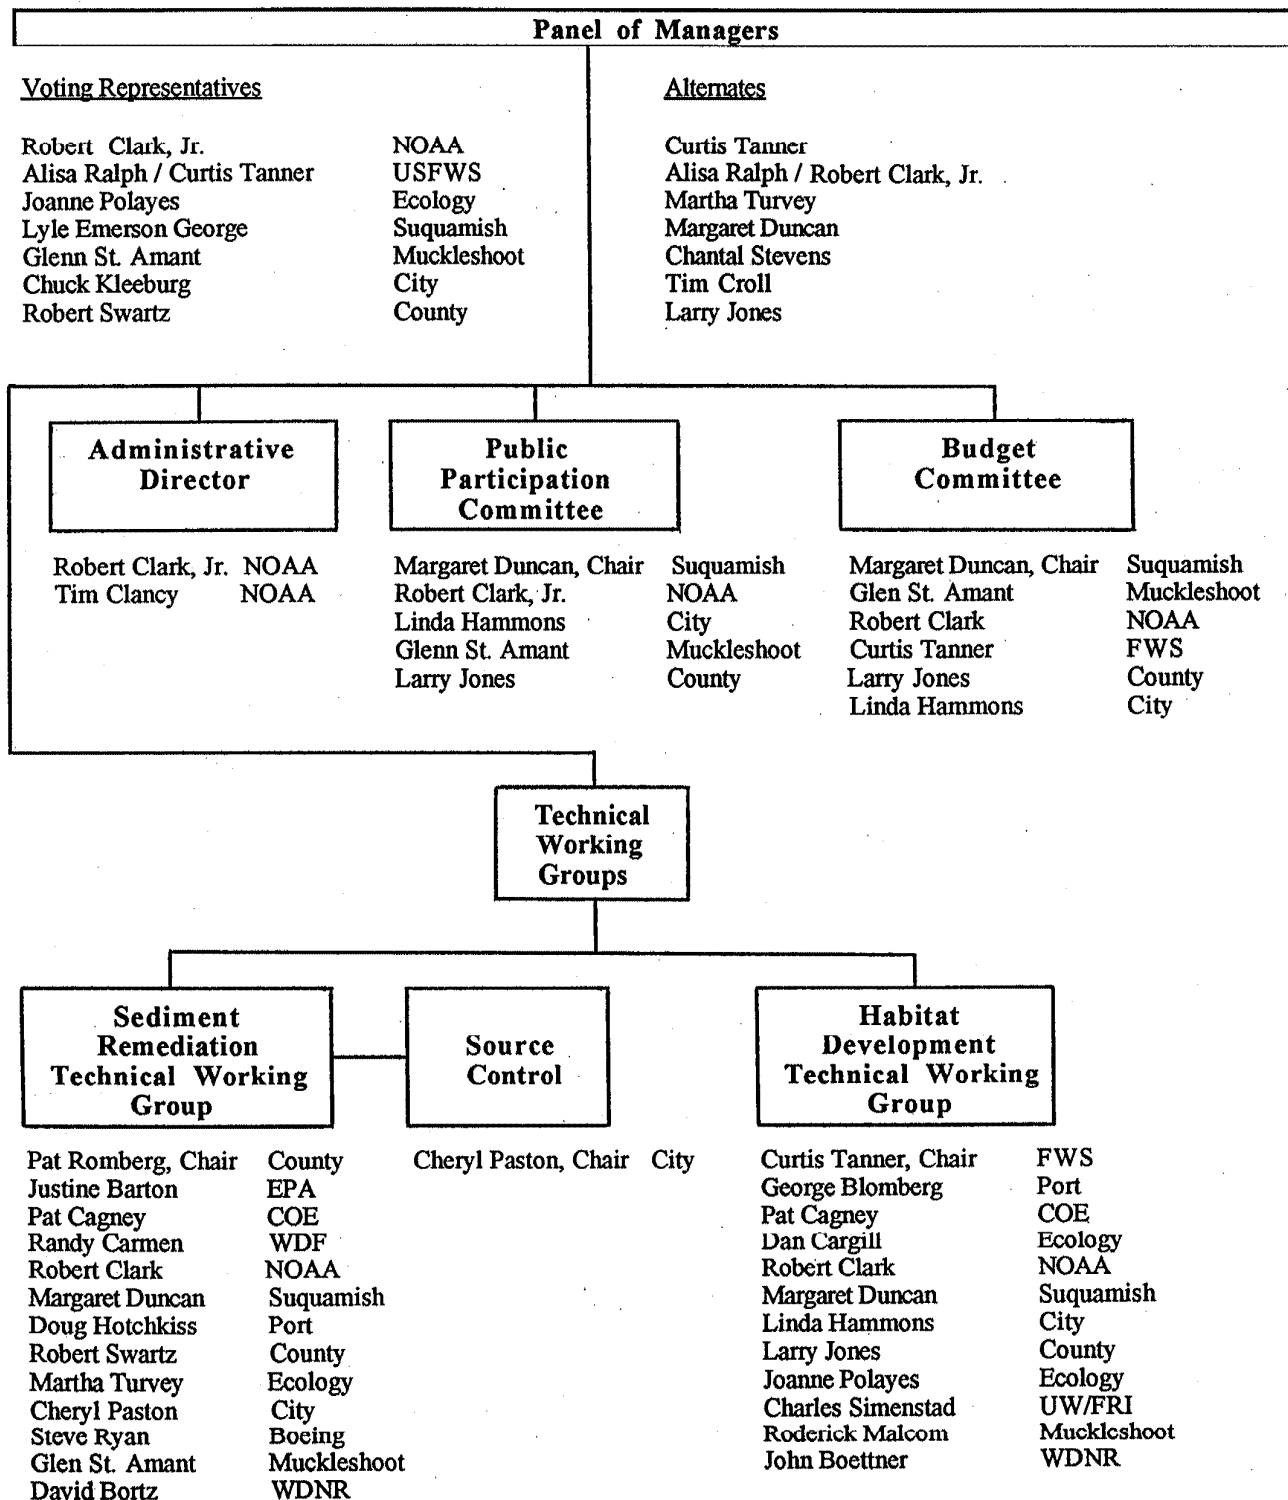 Panel of Managers
Voting Representatives Alternates
Robert Clark, Jr. NOAA Curtis Tanner
Alisa Ralph / Curtis Tanner USFWS Alisa Ralph / Robert Clark, Jr.
Joanne Polayes Ecology Martha Turvey
Lyle Emerson George Suquamish Margaret Duncan
Glenn St. Amant Muckleshoot Chantal Stevens
Chuck Kleeburg City Tim Croll
Robert Swartz County Larry Jones
Administrative
Director
Robert Clark, Jr. NOAA
Tim Clancy NOAA
Public
Participation
Committee
Margaret Duncan, Chair Suquamish
Robert Clark, Jr. NOAA
Linda Hammons City
Glenn St. Amant Muckleshoot
Larry Jones County
Budget
Committee
Margaret Duncan, Chair Suquamish
Glen St. Amant Muckleshoot
Robert Clark NOAA
Curtis Tanner FWS
Larry Jones County
Linda Hammons City
Technical
Working
Groups
Sediment
Remediation
Technical Working
Group
Pat Romberg, Chair County
Justine Barton EPA
Pat Cagney COE
Randy Carmen WDF
Robert Clark NOAA
Margaret Duncan Suquamish
Doug Hotchkiss Port
Robert Swartz County
Martha Turvey Ecology
Cheryl Paston City
Steve Ryan Boeing
Glen St. Amant Muckleshoot
David Bortz WDNR
Source
Control
Cheryl Paston, Chair City
Habitat
Development
Technical Working
Group
Curtis Tanner, Chair FWS
George Blomberg Port
Pat Cagney COE
Dan Cargill Ecology
Robert Clark NOAA
Margaret Duncan Suquamish
Linda Hammons City
Larry Jones County
Joanne Polayes Ecology
Charles Simenstad UW/FRI
Roderick Malcom Muckleshoot
John Boettner WDNR